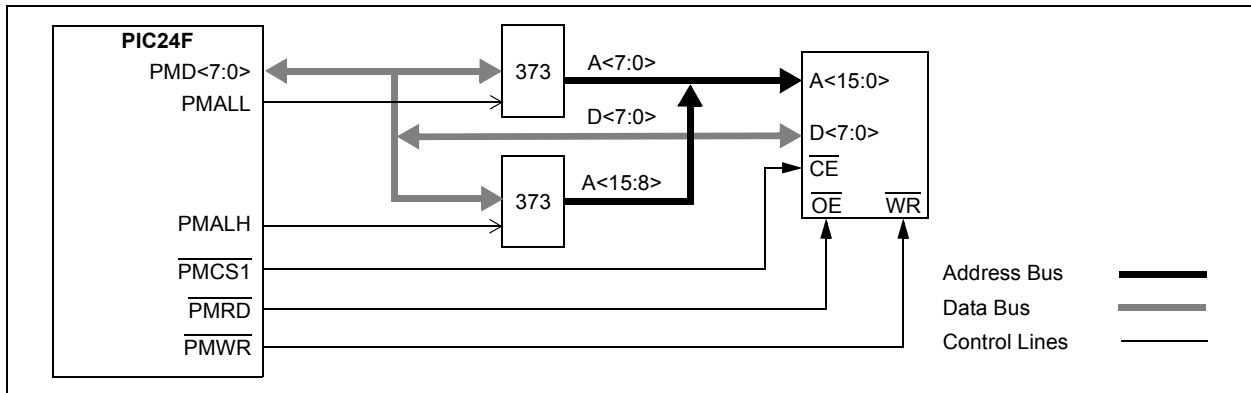 PIC24F
PMD<7:0>
PMALL
373
A<7:0>
A<15:0>
D<7:0>
D<7:0>
CE
373
A<15:8>
OE WR
PMALH
PMCS1
PMRD
PMWR
Address Bus
Data Bus
Control Lines